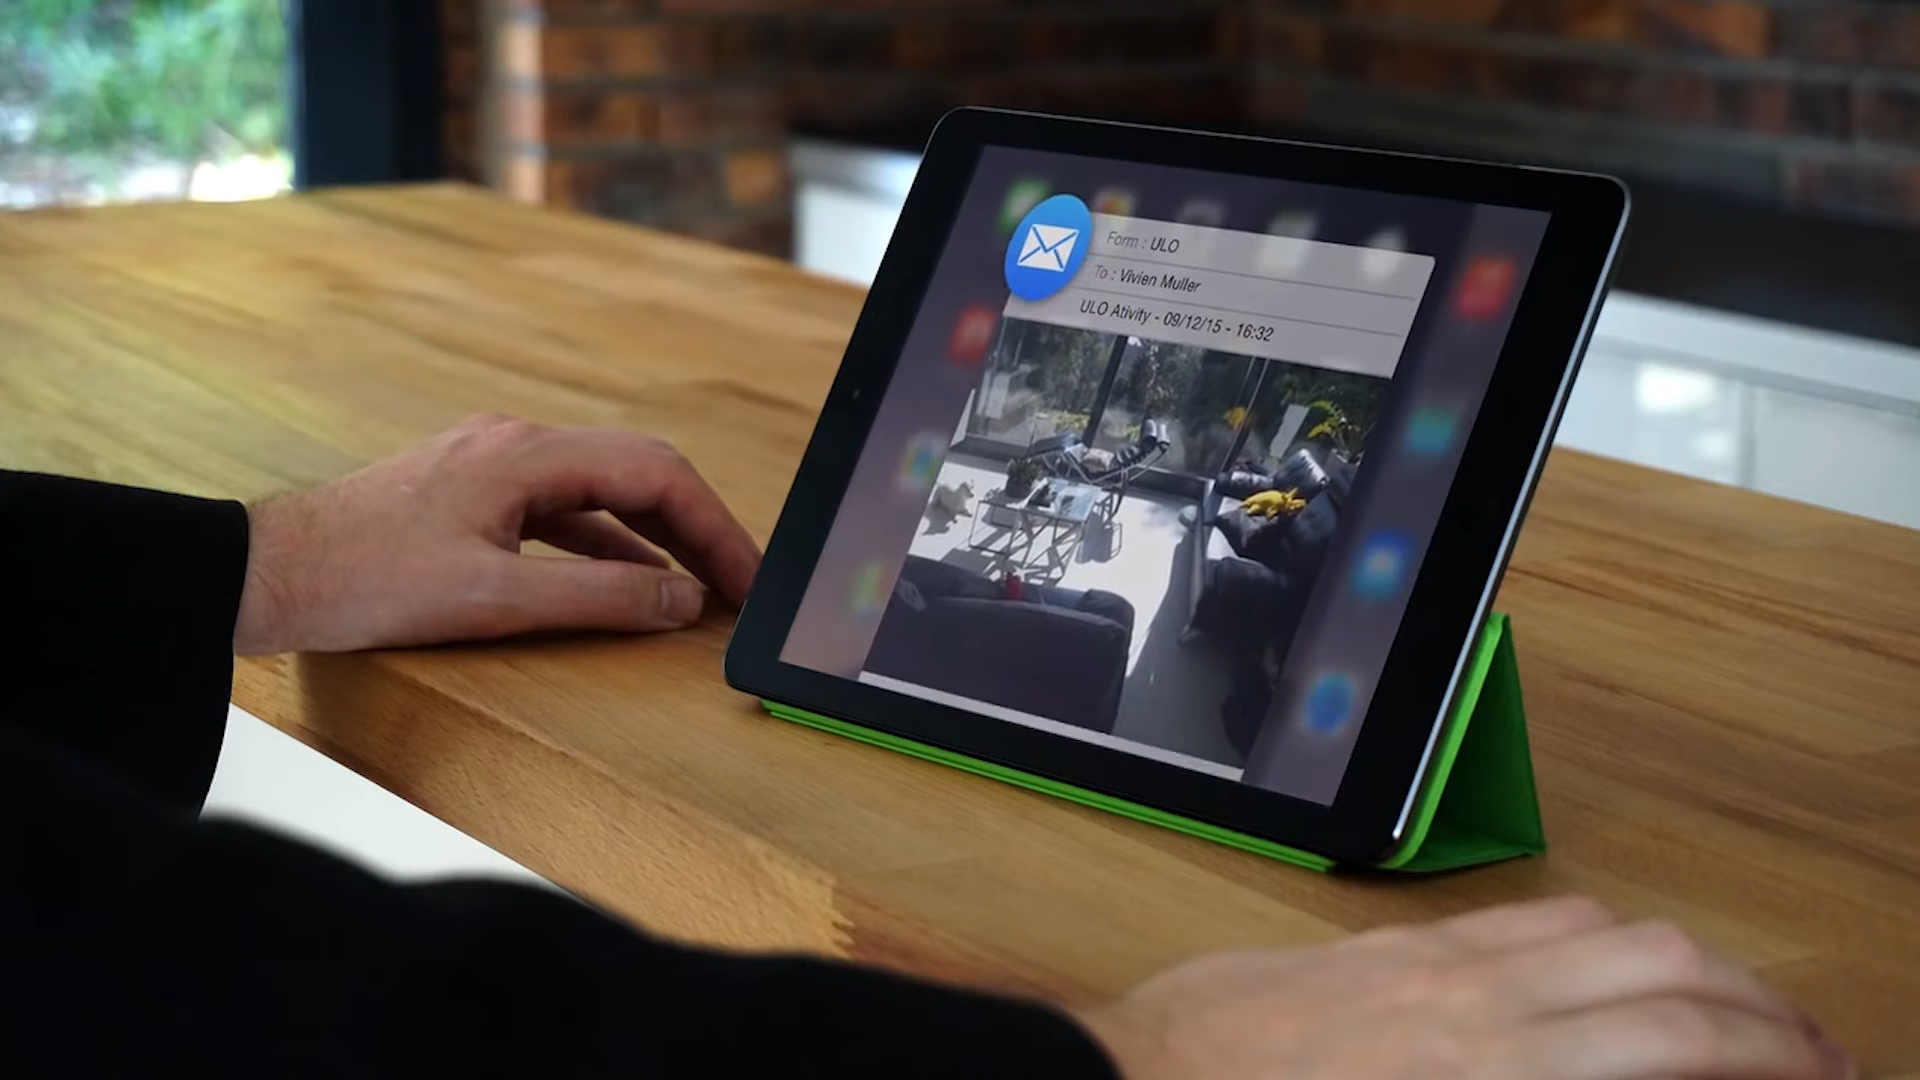 Form : ULO
To : Vivien Muller
ULO Ativity - 09/12/15 - 16:32